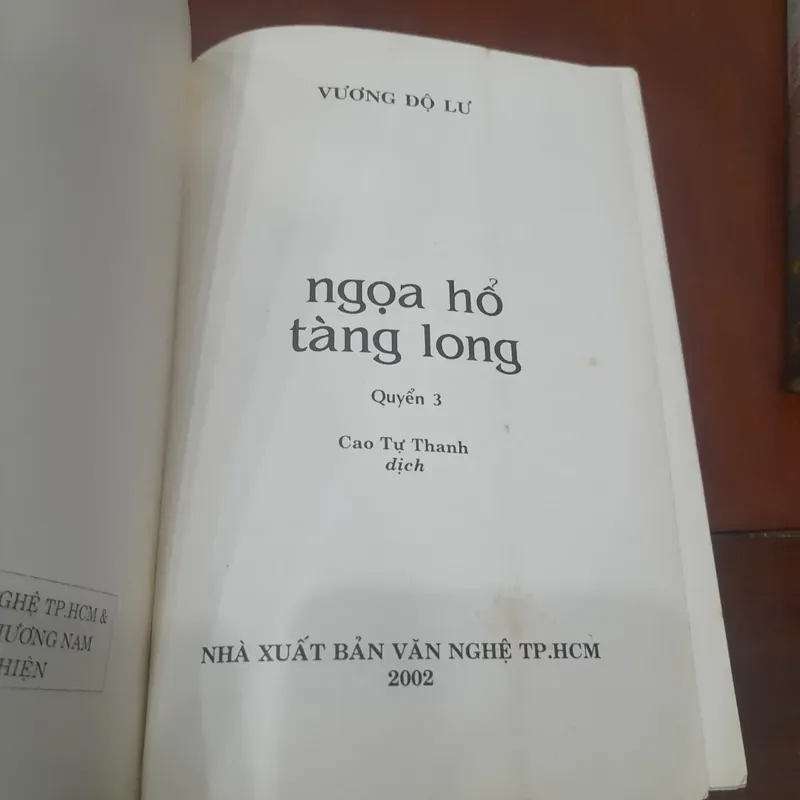 VƯƠNG ĐỘ LƯ
ngọa hổ
tàng long
Quyển 3
Cao Tự Thanh
dịch
NHÀ XUẤT BẢN VĂN NGHỆ TP.HCM
2002
GHỆ TP.HCM &
ƯƠNG NAM
HIỆN